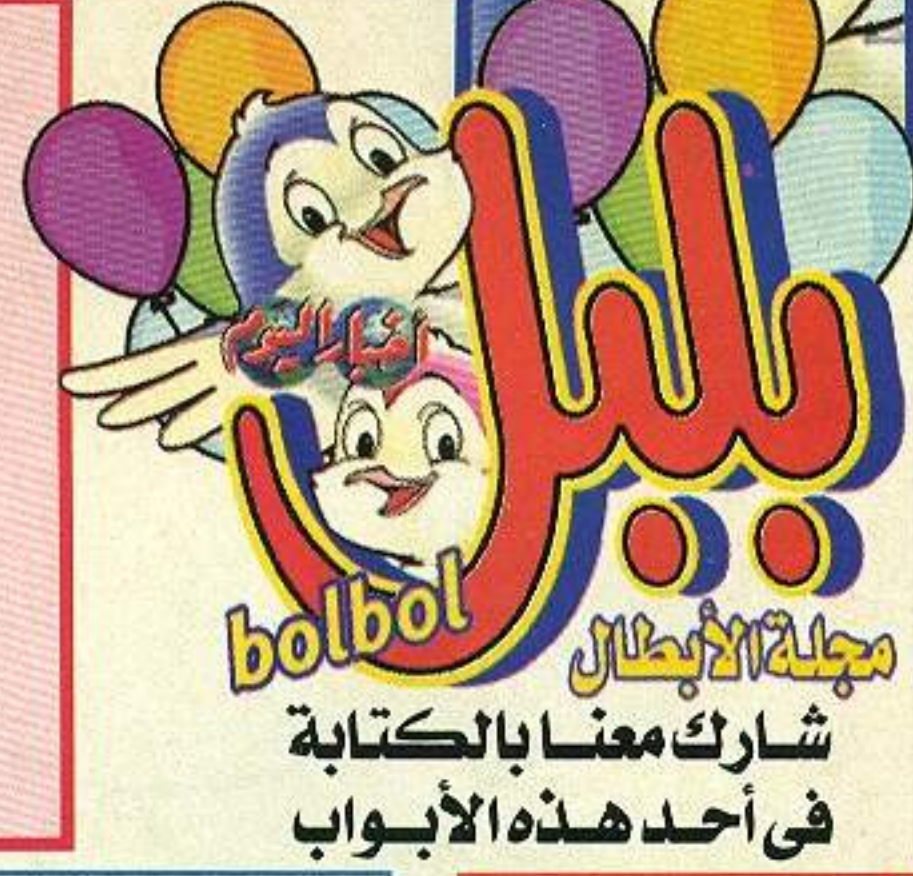 بلبل
أخبار اليوم
bolbol
مجلة الأبطال
شارك معنا بالكتابة
فى أحد هذه الأبواب